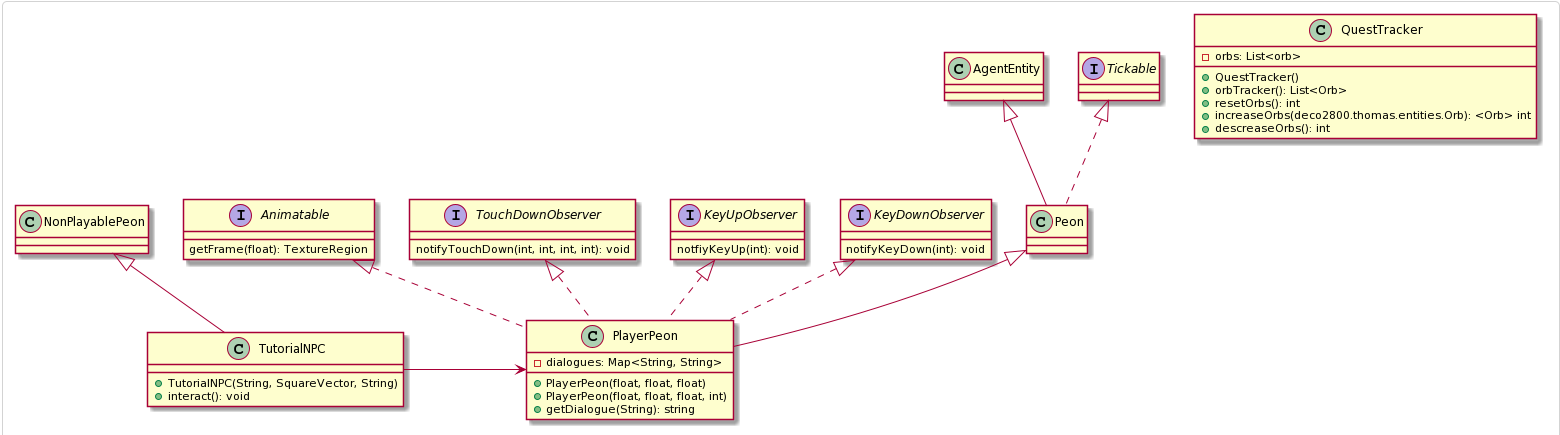 C QuestTracker
orbs: List<orb>
QuestTracker()
orbTracker(): List<Orb>
resetOrbs(): int
increaseOrbs(deco2800.thomas.entities.Orb): <Orb> int
descreaseOrbs(): int
C AgentEntity
I Tickable
C NonPlayablePeon
I Animatable
getFrame(float): TextureRegion
I TouchDownObserver
notifyTouchDown(int, int, int, int): void
I KeyUpObserver
notfiyKeyUp(int): void
I KeyDownObserver
notifyKeyDown(int): void
C Peon
C TutorialNPC
TutorialNPC(String, SquareVector, String)
interact(): void
C PlayerPeon
dialogues: Map<String, String>
PlayerPeon(float, float, float)
PlayerPeon(float, float, float, int)
getDialogue(String): string